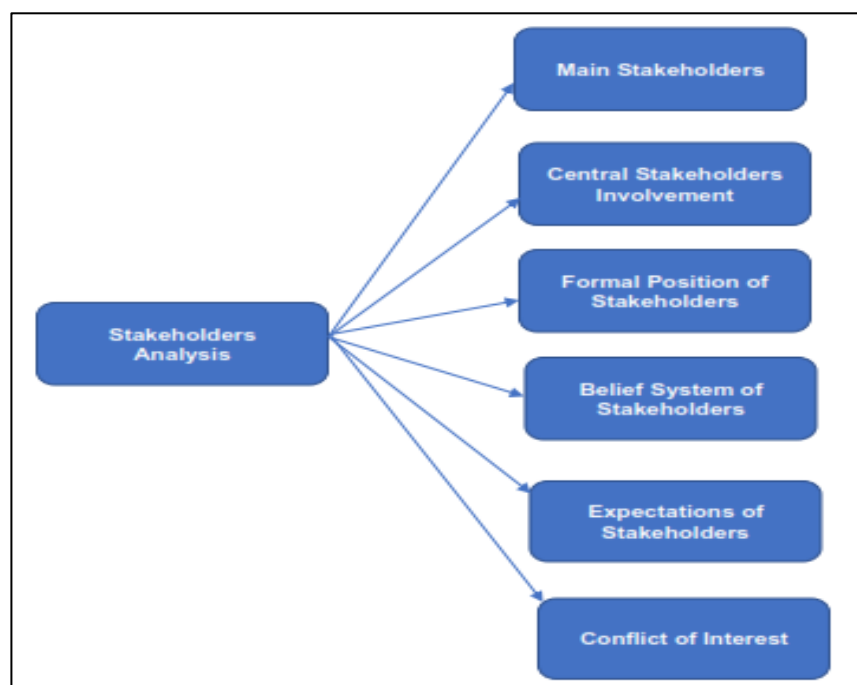 Main Stakeholders
Central Stakeholders
Involvement
Formal Position of
Stakeholders
Stakeholders
Analysis
Belief System of
Stakeholders
Expectations of
Stakeholders
Conflict of Interest